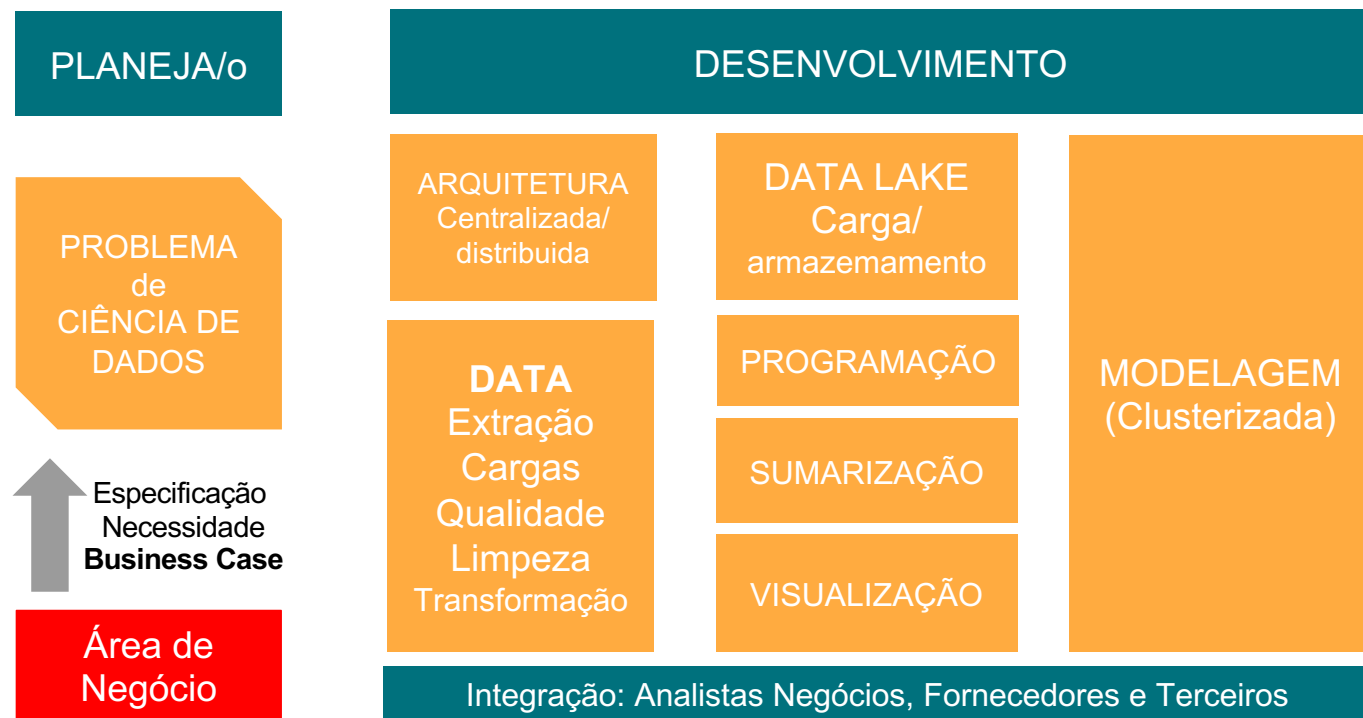 PLANEJA/o
DESENVOLVIMENTO
PROBLEMA
de
CIÊNCIA DE
DADOS
Especificação
Necessidade
Business Case
Área de
Negócio
ARQUITETURA
Centralizada/
distribuida
DATA
Extração
Cargas
Qualidade
Limpeza
Transformação
DATA LAKE
Carga/
armazemamento
PROGRAMAÇÃO
SUMARIZAÇÃO
VISUALIZAÇÃO
MODELAGEM
(Clusterizada)
Integração: Analistas Negócios, Fornecedores e Terceiros